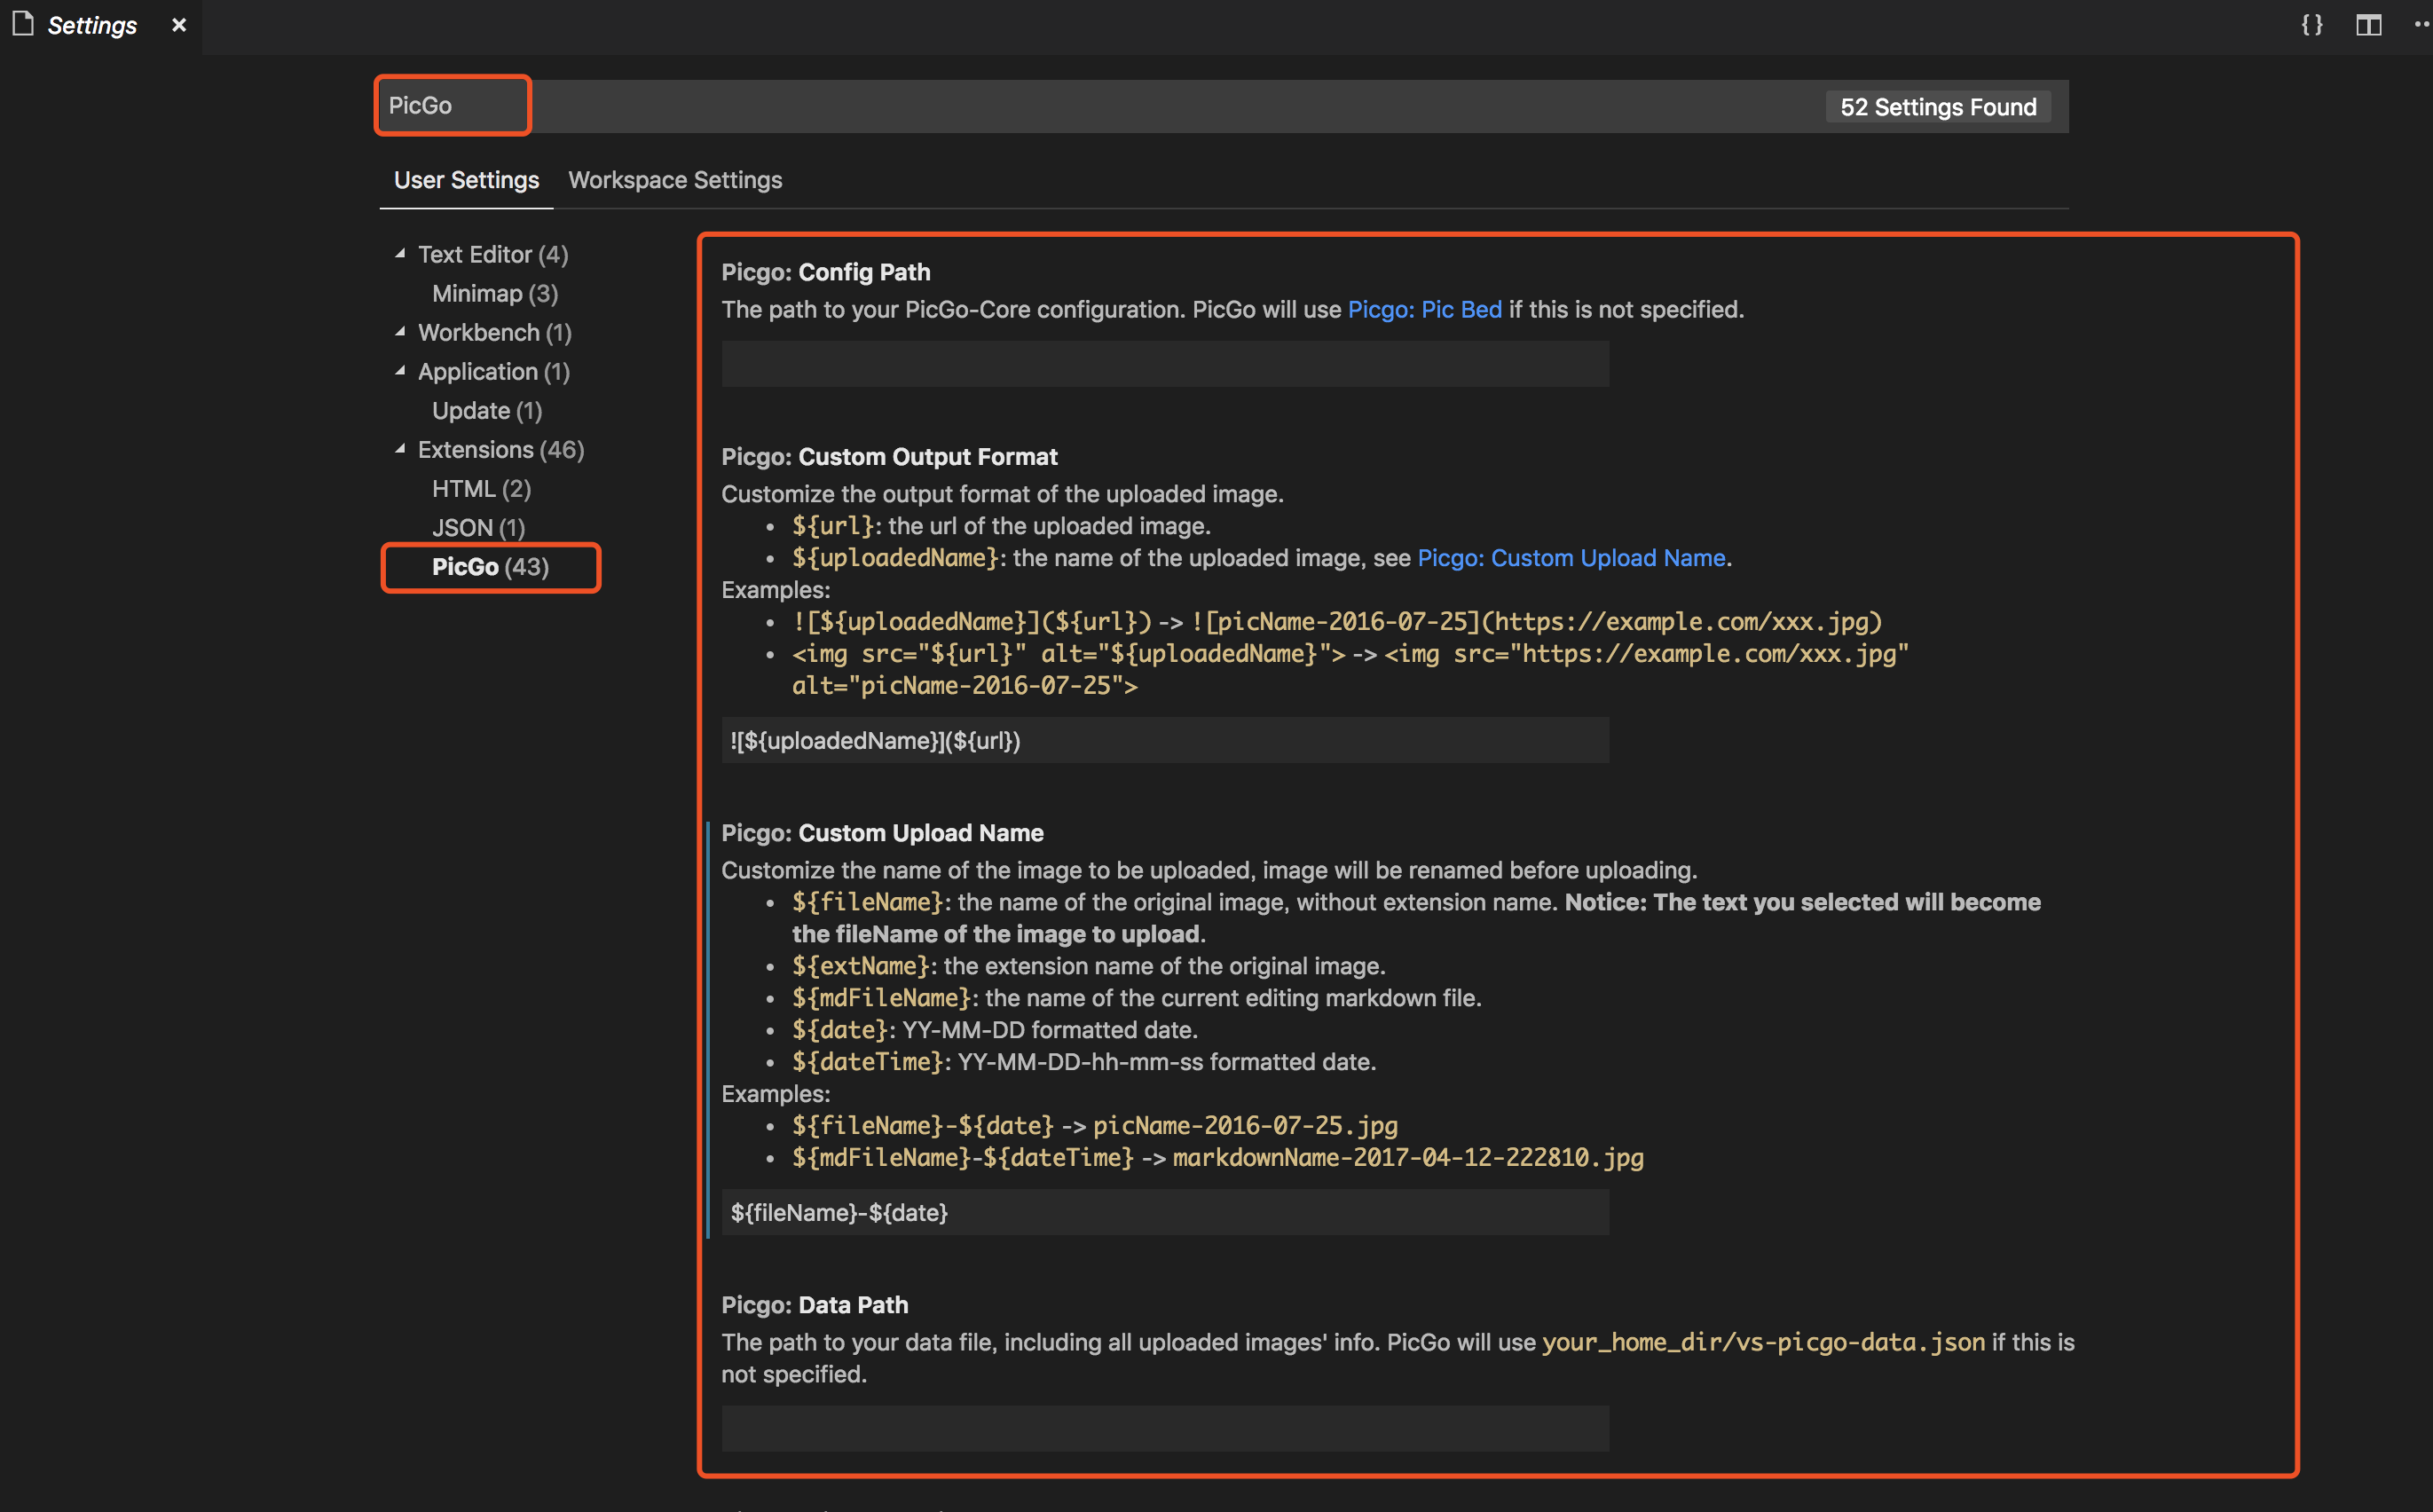 Settings
PicGo
52 Settings Found
User Settings
Workspace Settings
Text Editor (4)
Minimap (3)
Workbench (1)
Application (1)
Update (1)
Extensions (46)
HTML (2)
JSON (1)
PicGo (43)
Picgo: Config Path
The path to your PicGo-Core configuration. PicGo will use Picgo: Pic Bed if this is not specified.
Picgo: Custom Output Format
Customize the output format of the uploaded image.
• ${url}: the url of the uploaded image.
• ${uploadedName}: the name of the uploaded image, see Picgo: Custom Upload Name.
Examples:
• ![${uploadedName}](${url}) -> ![picName-2016-07-25](https://example.com/xxx.jpg)
• <img src="${url}" alt="${uploadedName}"> -> <img src="https://example.com/xxx.jpg"
alt="picName-2016-07-25">
![${uploadedName}](${url})
Picgo: Custom Upload Name
Customize the name of the image to be uploaded, image will be renamed before uploading.
• ${fileName}: the name of the original image, without extension name. Notice: The text you selected will become
the fileName of the image to upload.
• ${extName}: the extension name of the original image.
• ${mdFileName}: the name of the current editing markdown file.
• ${date}: YY-MM-DD formatted date.
• ${dateTime}: YY-MM-DD-hh-mm-ss formatted date.
Examples:
• ${fileName}-${date} -> picName-2016-07-25.jpg
• ${mdFileName}-${dateTime} -> markdownName-2017-04-12-222810.jpg
${fileName}-${date}
Picgo: Data Path
The path to your data file, including all uploaded images' info. PicGo will use your_home_dir/vs-picgo-data.json if this is
not specified.